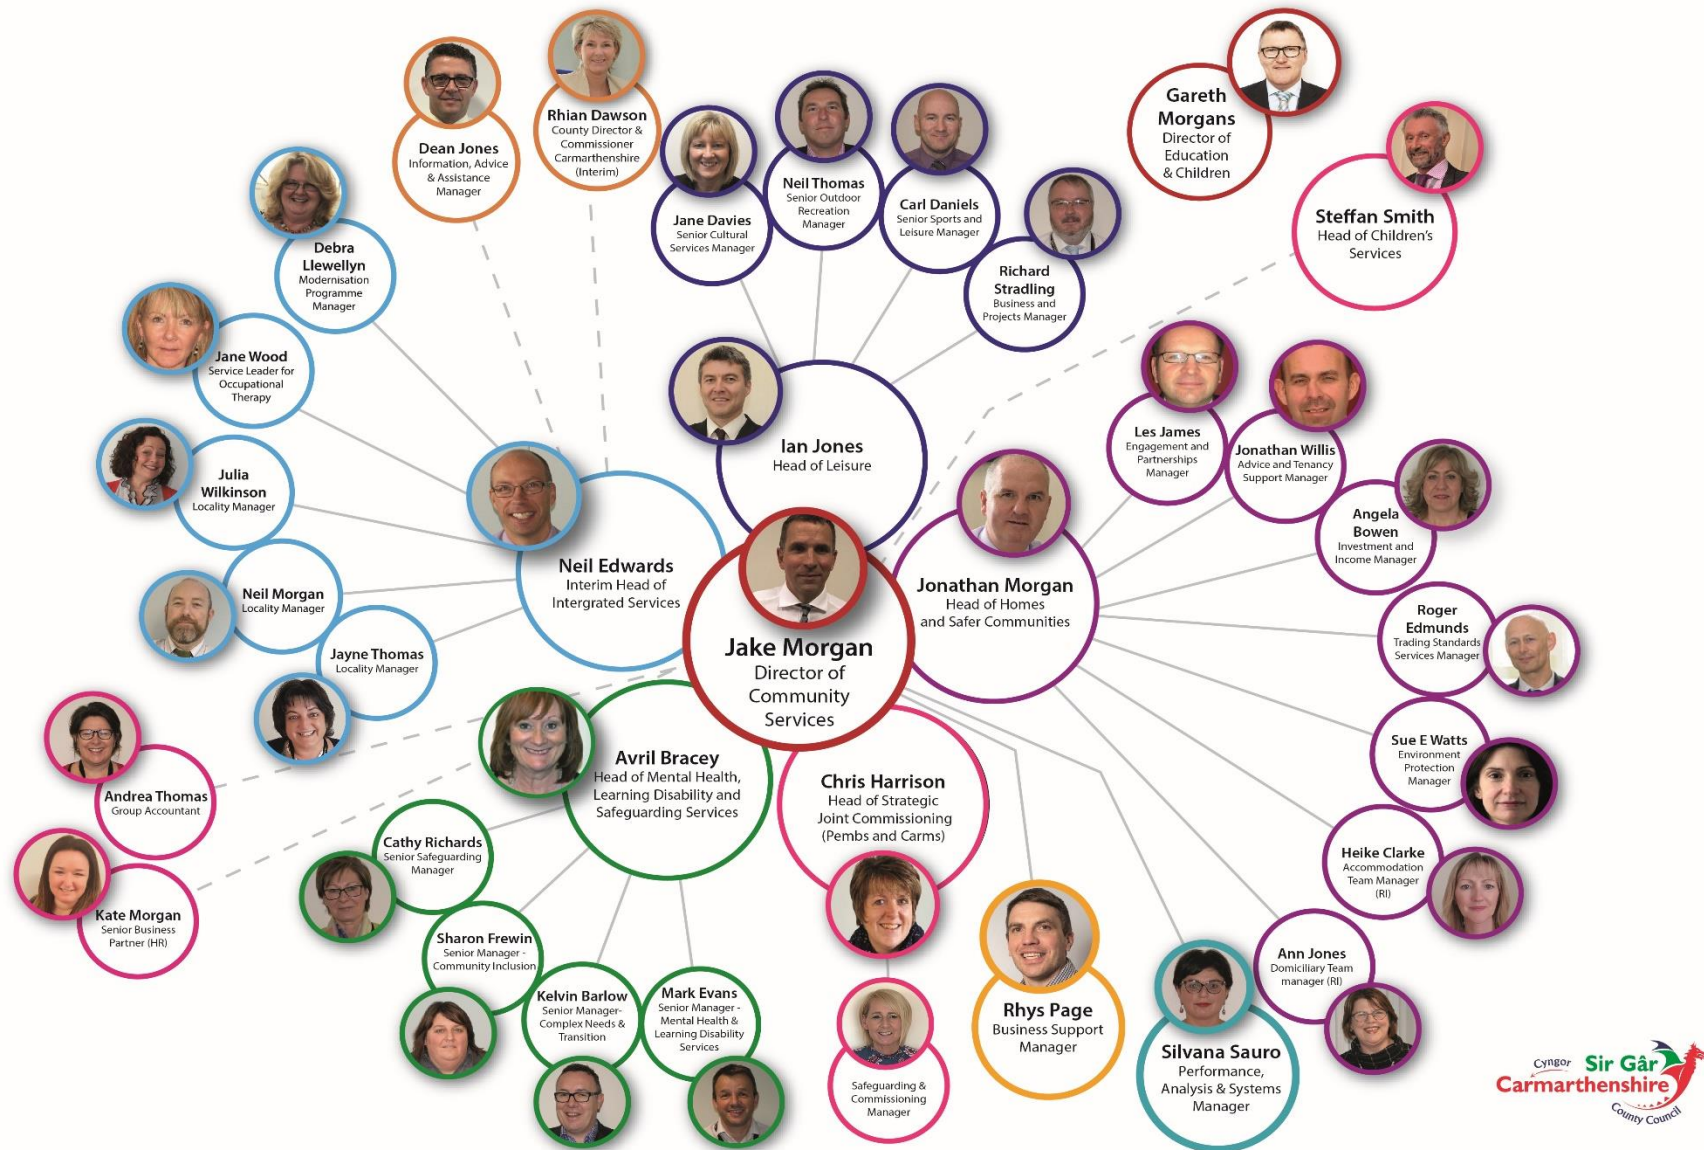 Dean Jones
Information, Advice
& Assistance
Manager
Rhian Dawson
County Director &
Commissioner
Carmarthenshire
(Interim)
Jane Davies
Senior Cultural
Services Manager
Neil Thomas
Senior Outdoor
Recreation
Manager
Carl Daniels
Senior Sports and
Leisure Manager
Richard
Stradling
Business and
Projects Manager
Gareth
Morgans
Director of
Education
& Children
Steffan Smith
Head of Children's
Services
Debra
Llewellyn
Modernisation
Programme
Manager
Jane Wood
Service Leader for
Occupational
Therapy
Julia
Wilkinson
Locality Manager
Neil Morgan
Locality Manager
Jayne Thomas
Locality Manager
Neil Edwards
Interim Head of
Intergrated Services
Ian Jones
Head of Leisure
Jonathan Morgan
Head of Homes
and Safer Communities
Jake Morgan
Director of
Community
Services
Les James
Engagement and
Partnerships
Manager
Jonathan Willis
Advice and Tenancy
Support Manager
Angela
Bowen
Investment and
Income Manager
Roger
Edmunds
Trading Standards
Services Manager
Sue E Watts
Environment
Protection
Manager
Heike Clarke
Accommodation
Team Manager
(RI)
Ann Jones
Domiciliary Team
manager (RI)
Andrea Thomas
Group Accountant
Kate Morgan
Senior Business
Partner (HR)
Avril Bracey
Head of Mental Health,
Learning Disability and
Safeguarding Services
Chris Harrison
Head of Strategic
Joint Commissioning
(Pembs and Carms)
Cathy Richards
Senior Safeguarding
Manager
Sharon Frewin
Senior Manager -
Community Inclusion
Kelvin Barlow
Senior Manager-
Complex Needs &
Transition
Mark Evans
Senior Manager -
Mental Health &
Learning Disability
Services
Safeguarding &
Commissioning
Manager
Rhys Page
Business Support
Manager
Silvana Sauro
Performance,
Analysis & Systems
Manager
Cyngor Sir Gâr
Carmarthenshire
County Council